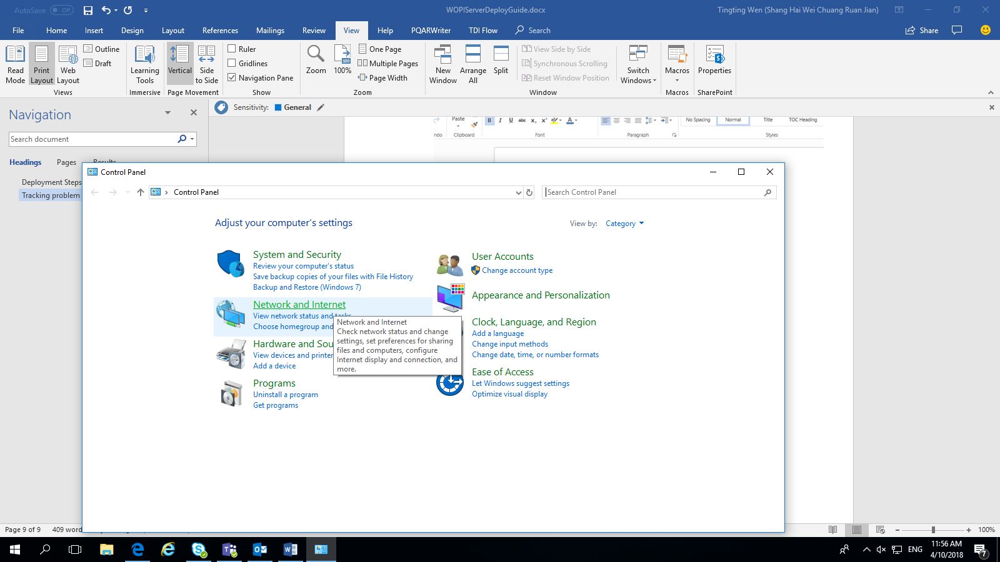 AutoSave Off
WOPIServerDeployGuide.docx
Tingting Wen (Shang Hai Wei Chuang Ruan Jian)
File Home Insert Design Layout References Mailings Review View Help PQARWriter TDI Flow Search
Share
Read Mode
Print Layout
Web Layout
Outline
Draft
Views
Learning Tools
Immersive
Vertical
Side to Side
Page Movement
Ruler
Gridlines
Navigation Pane
Show
Zoom
100%
100
One Page
Multiple Pages
Page Width
Zoom
New Window
Arrange All
Split
View Side by Side
Synchronous Scrolling
Reset Window Position
Window
Switch Windows
Macros
Macros
Properties
SharePoint
Navigation
Search document
Headings Pages Results
Deployment Steps
Tracking problem
Sensitivity: General
Paste
B I U abc x₂ x² A
No Spacing Normal Title TOC Heading
ndo Clipboard Font Paragraph Styles
Control Panel
Control Panel
Search Control Panel
Adjust your computer's settings
View by: Category
System and Security
Review your computer's status
Save backup copies of your files with File History
Backup and Restore (Windows 7)
Network and Internet
View network status and tasks
Choose homegroup and
Network and Internet
Check network status and change
settings, set preferences for sharing
files and computers, configure
Internet display and connection, and
more.
Hardware and Sou
View devices and printer
Add a device
Programs
Uninstall a program
Get programs
User Accounts
Change account type
Appearance and Personalization
Clock, Language, and Region
Add a language
Change input methods
Change date, time, or number formats
Ease of Access
Let Windows suggest settings
Optimize visual display
Page 9 of 9 409 word
100%
ENG
11:56 AM
4/10/2018
7